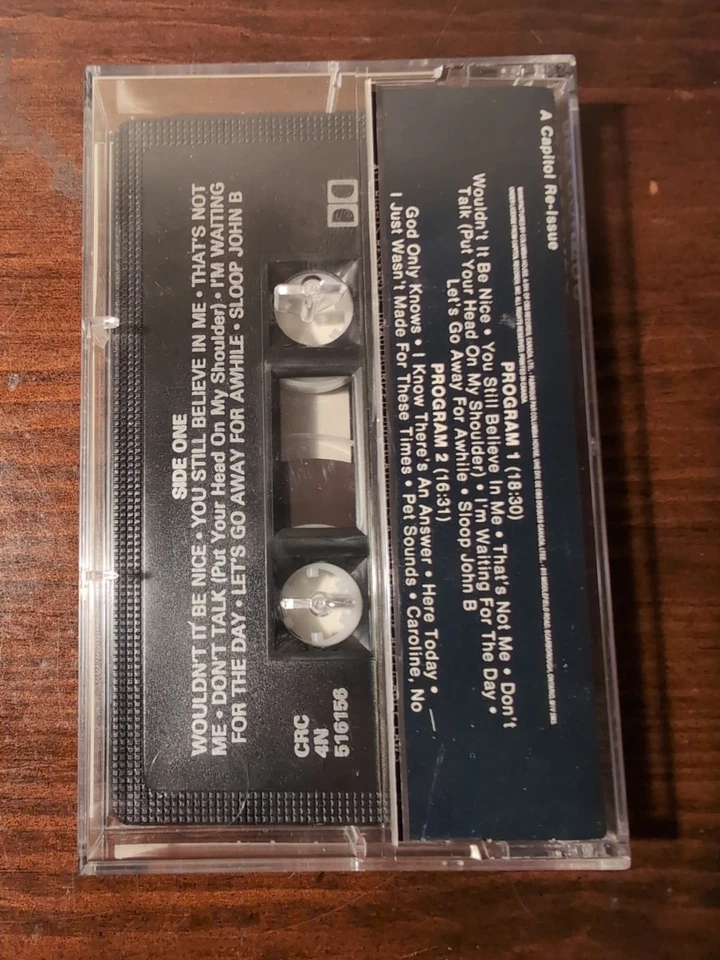 SIDE ONE
WOULDN'T IT BE NICE • YOU STILL BELIEVE IN ME • THAT'S NOT
ME • DON'T TALK (Put Your Head On My Shoulder) • I'M WAITING
FOR THE DAY • LET'S GO AWAY FOR AWHILE • SLOOP JOHN B
CRC
4N
516156
A Capitol Re-Issue
PROGRAM 1 (18:30)
Wouldn't It Be Nice • You Still Believe In Me • That's Not Me • Don't
Talk (Put Your Head On My Shoulder) • I'm Waiting For The Day •
Let's Go Away For Awhile • Sloop John B
PROGRAM 2 (16:31)
God Only Knows • I Know There's An Answer • Here Today • —
I Just Wasn't Made For These Times • Pet Sounds • Caroline, No